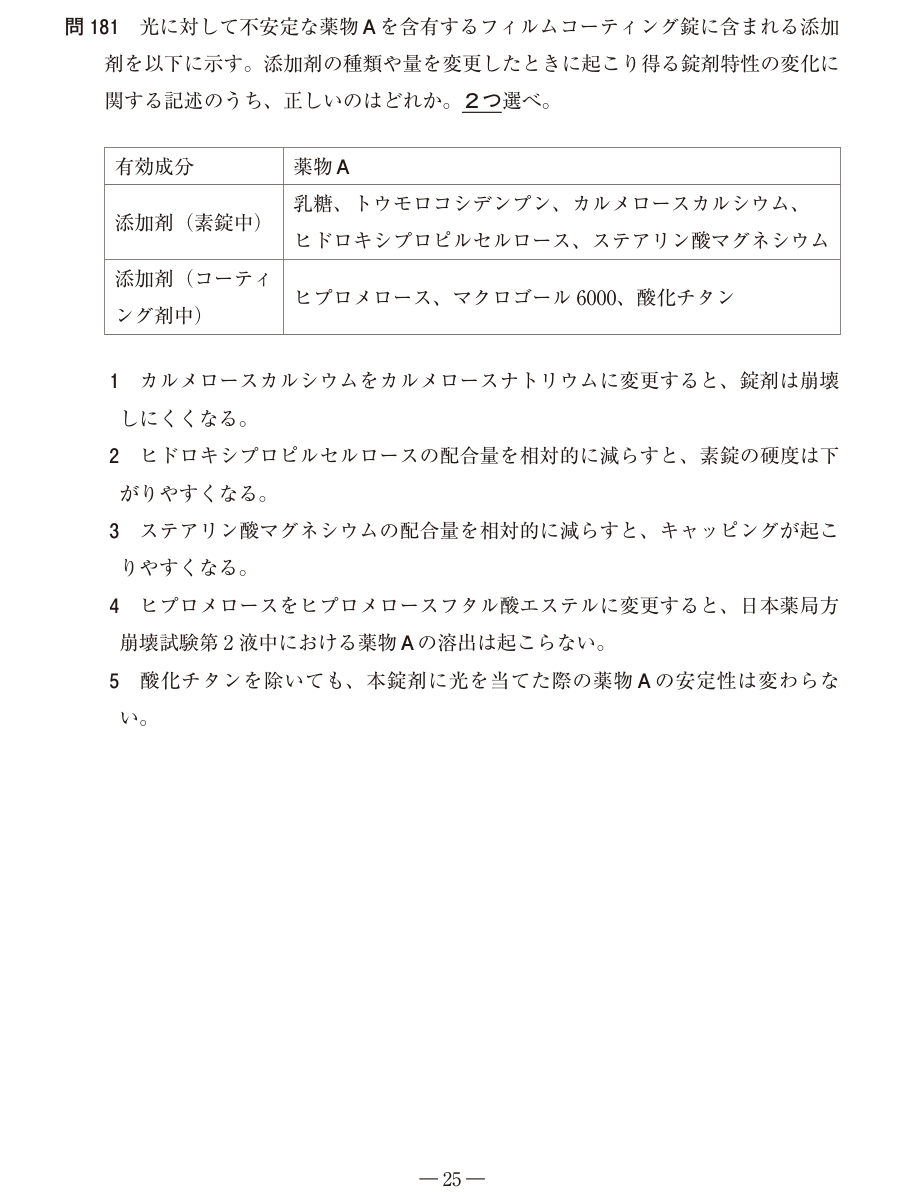 問 181　光に対して不安定な薬物Aを含有するフィルムコーティング錠に含まれる添加
剤を以下に示す。添加剤の種類や量を変更したときに起こり得る錠剤特性の変化に
関する記述のうち、正しいのはどれか。2つ選べ。
有効成分　薬物A
添加剤（素錠中）　乳糖、トウモロコシデンプン、カルメロースカルシウム、
ヒドロキシプロピルセルロース、ステアリン酸マグネシウム
添加剤（コーティ
ング剤中）　ヒプロメロース、マクロゴール 6000、酸化チタン
1　カルメロースカルシウムをカルメロースナトリウムに変更すると、錠剤は崩壊
しにくくなる。
2　ヒドロキシプロピルセルロースの配合量を相対的に減らすと、素錠の硬度は下
がりやすくなる。
3　ステアリン酸マグネシウムの配合量を相対的に減らすと、キャッピングが起こ
りやすくなる。
4　ヒプロメロースをヒプロメロースフタル酸エステルに変更すると、日本薬局方
崩壊試験第2液中における薬物Aの溶出は起こらない。
5　酸化チタンを除いても、本錠剤に光を当てた際の薬物Aの安定性は変わらな
い。
― 25 ―